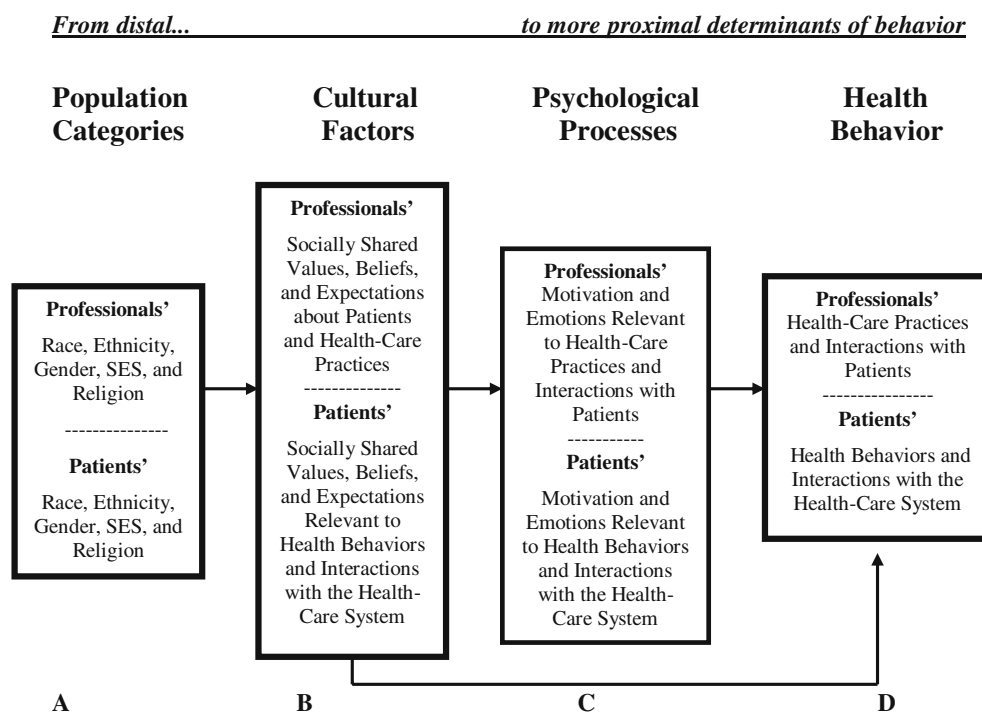 From distal... to more proximal determinants of behavior
Population
Categories
Cultural
Factors
Psychological
Processes
Health
Behavior
Professionals’
Race, Ethnicity,
Gender, SES, and
Religion
---------------
Patients’
Race, Ethnicity,
Gender, SES, and
Religion
Professionals’
Socially Shared
Values, Beliefs,
and Expectations
about Patients
and Health-Care
Practices
--------------
Patients’
Socially Shared
Values, Beliefs,
and Expectations
Relevant to
Health Behaviors
and Interactions
with the Health-
Care System
Professionals’
Motivation and
Emotions Relevant
to Health-Care
Practices and
Interactions with
Patients
-----------
Patients’
Motivation and
Emotions Relevant
to Health Behaviors
and Interactions
with the Health-
Care System
Professionals’
Health-Care Practices
and Interactions with
Patients
----------------
Patients’
Health Behaviors and
Interactions with the
Health-Care System
A B C D